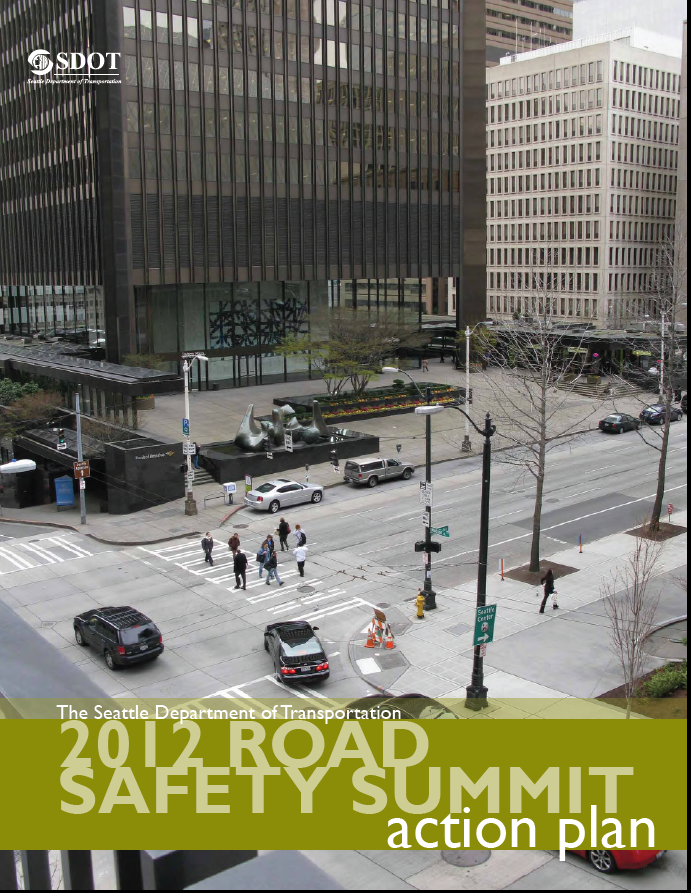 SDOT
Seattle Department of Transportation
Seattle
Center
The Seattle Department of Transportation
2012 ROAD
SAFETY SUMMIT
action plan